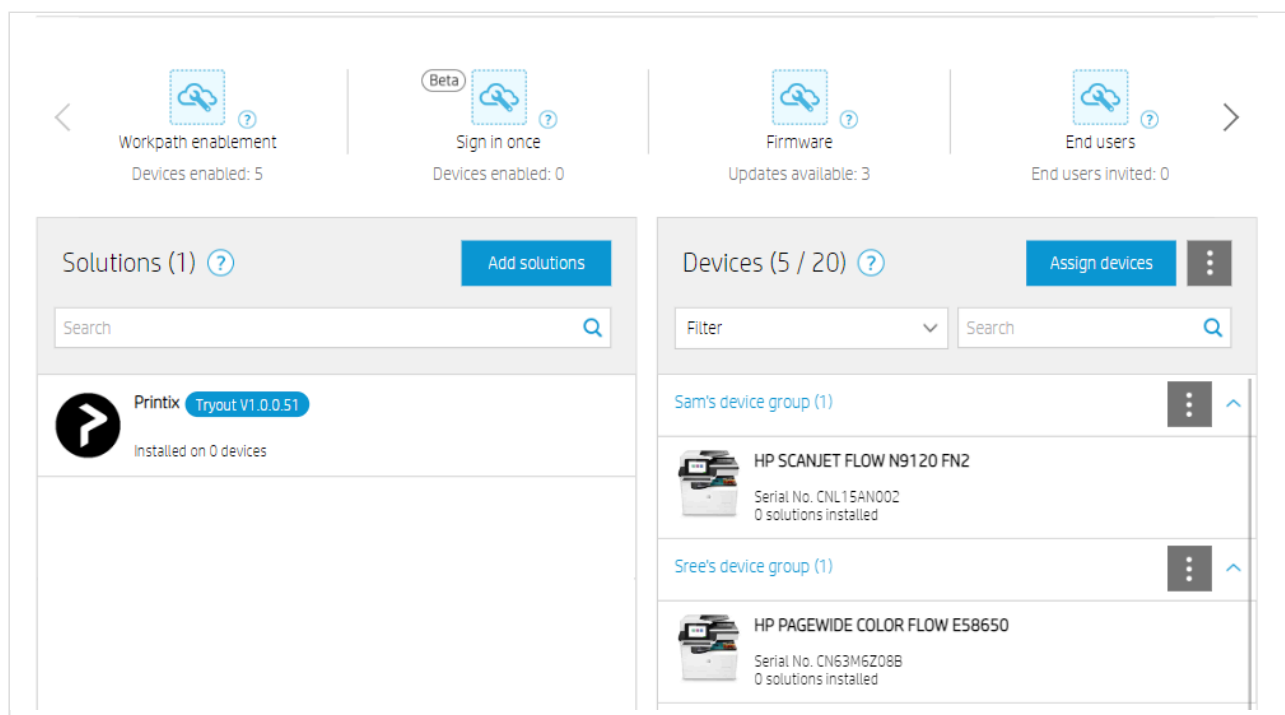 Beta
Workpath enablement
Devices enabled: 5
Sign in once
Devices enabled: 0
Firmware
Updates available: 3
End users
End users invited: 0
Solutions (1)
Add solutions
Search
Printix Tryout V1.0.0.51
Installed on 0 devices
Devices (5 / 20)
Assign devices
Filter
Search
Sam's device group (1)
HP SCANJET FLOW N9120 FN2
Serial No. CNL15AN002
0 solutions installed
Sree's device group (1)
HP PAGEWIDE COLOR FLOW E58650
Serial No. CN63M6Z08B
0 solutions installed